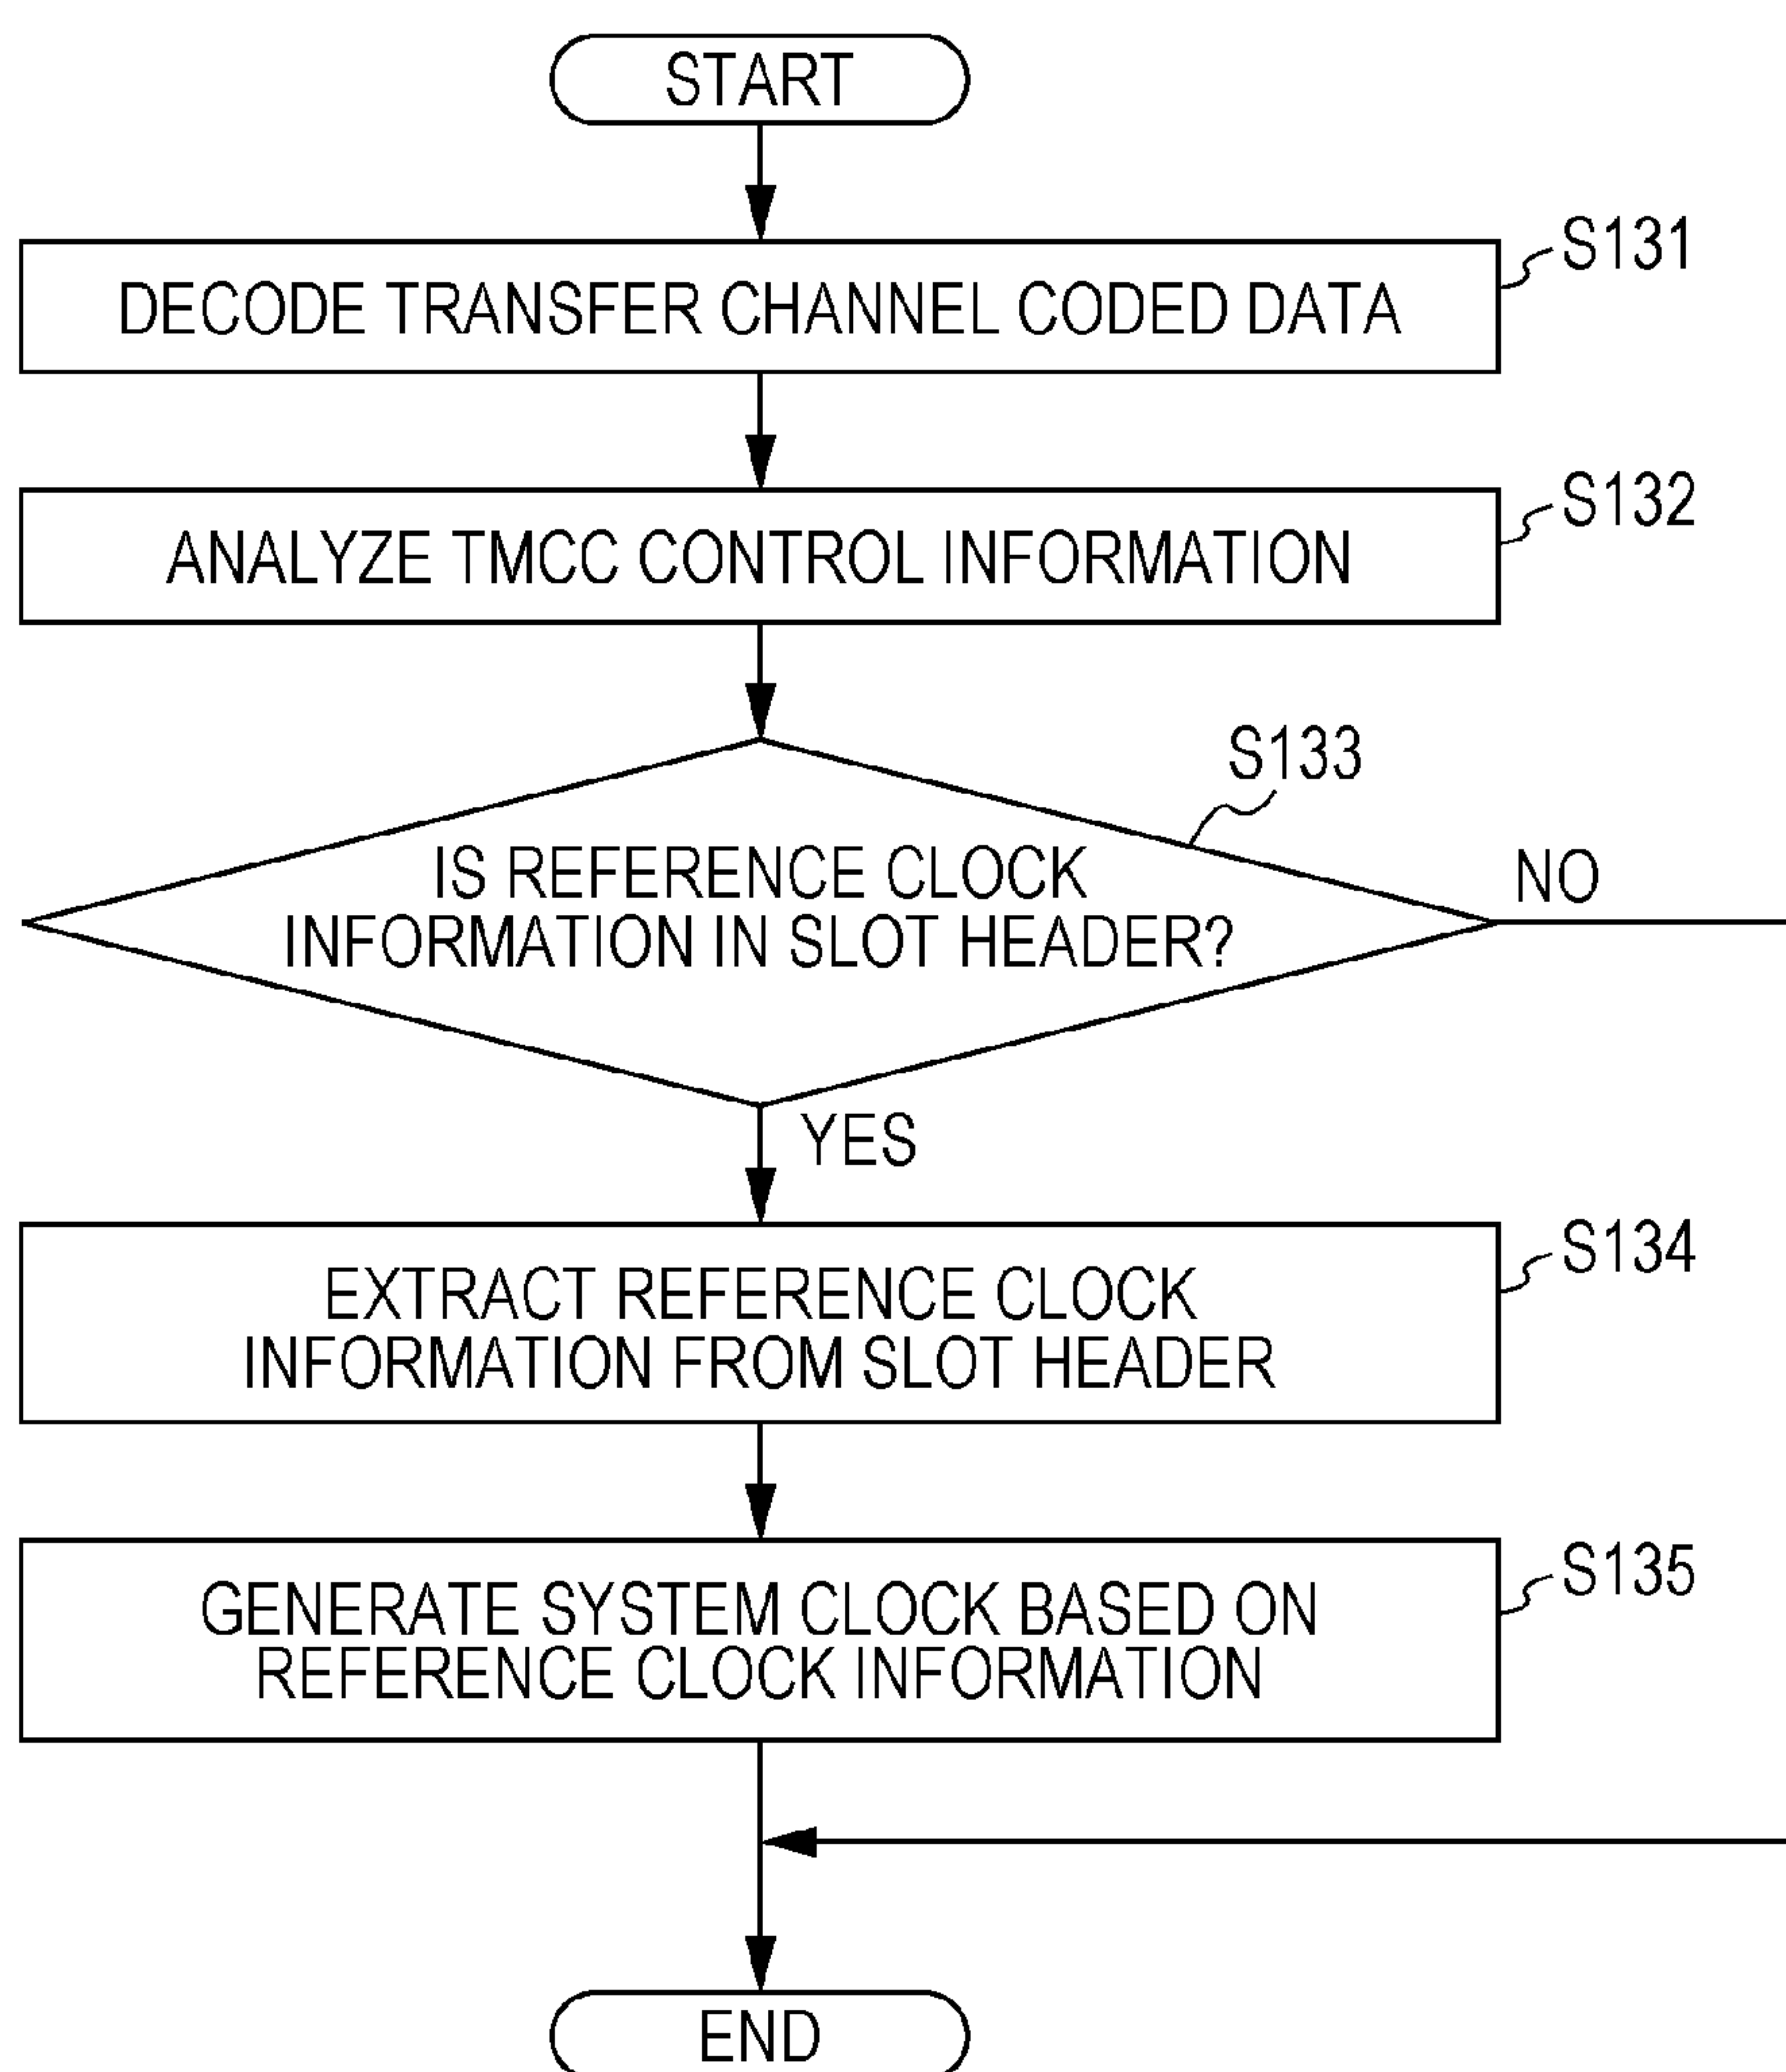 START
S131
DECODE TRANSFER CHANNEL CODED DATA
S132
ANALYZE TMCC CONTROL INFORMATION
S133
IS REFERENCE CLOCK
INFORMATION IN SLOT HEADER?
NO
YES
S134
EXTRACT REFERENCE CLOCK
INFORMATION FROM SLOT HEADER
S135
GENERATE SYSTEM CLOCK BASED ON
REFERENCE CLOCK INFORMATION
END